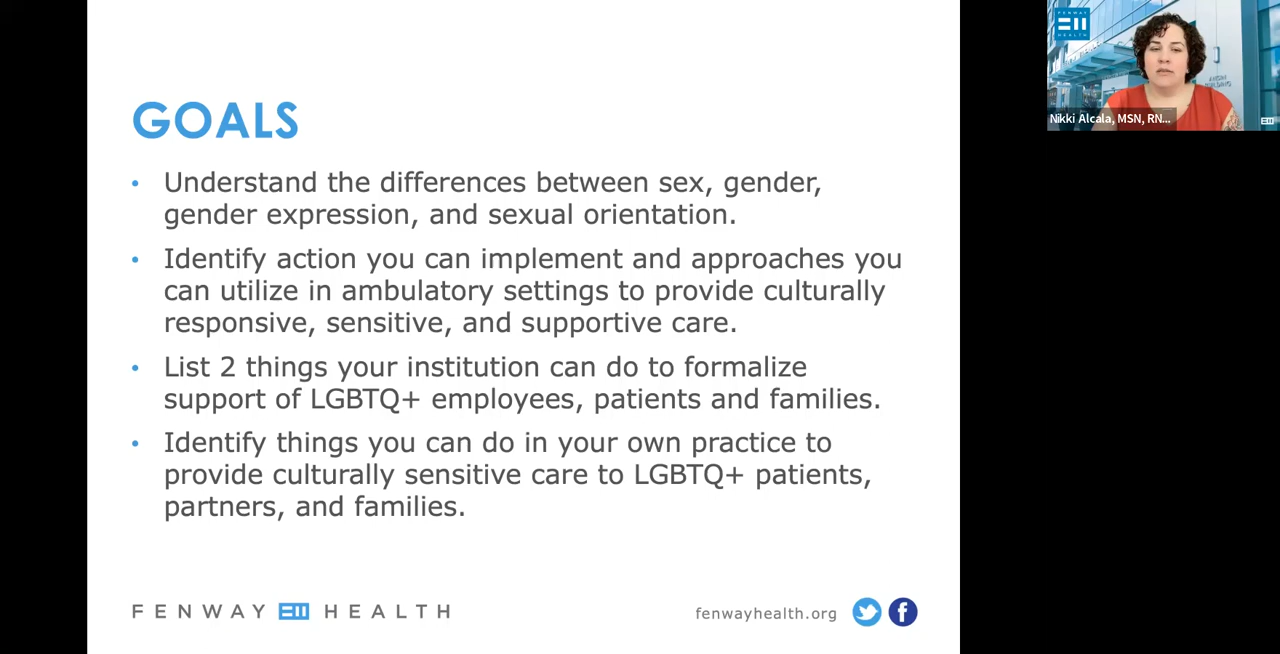 GOALS
• Understand the differences between sex, gender,
gender expression, and sexual orientation.
• Identify action you can implement and approaches you
can utilize in ambulatory settings to provide culturally
responsive, sensitive, and supportive care.
• List 2 things your institution can do to formalize
support of LGBTQ+ employees, patients and families.
• Identify things you can do in your own practice to
provide culturally sensitive care to LGBTQ+ patients,
partners, and families.
FENWAY HEALTH
fenwayhealth.org
FENWAY
HEALTH
Nikki Alcala, MSN, RN...